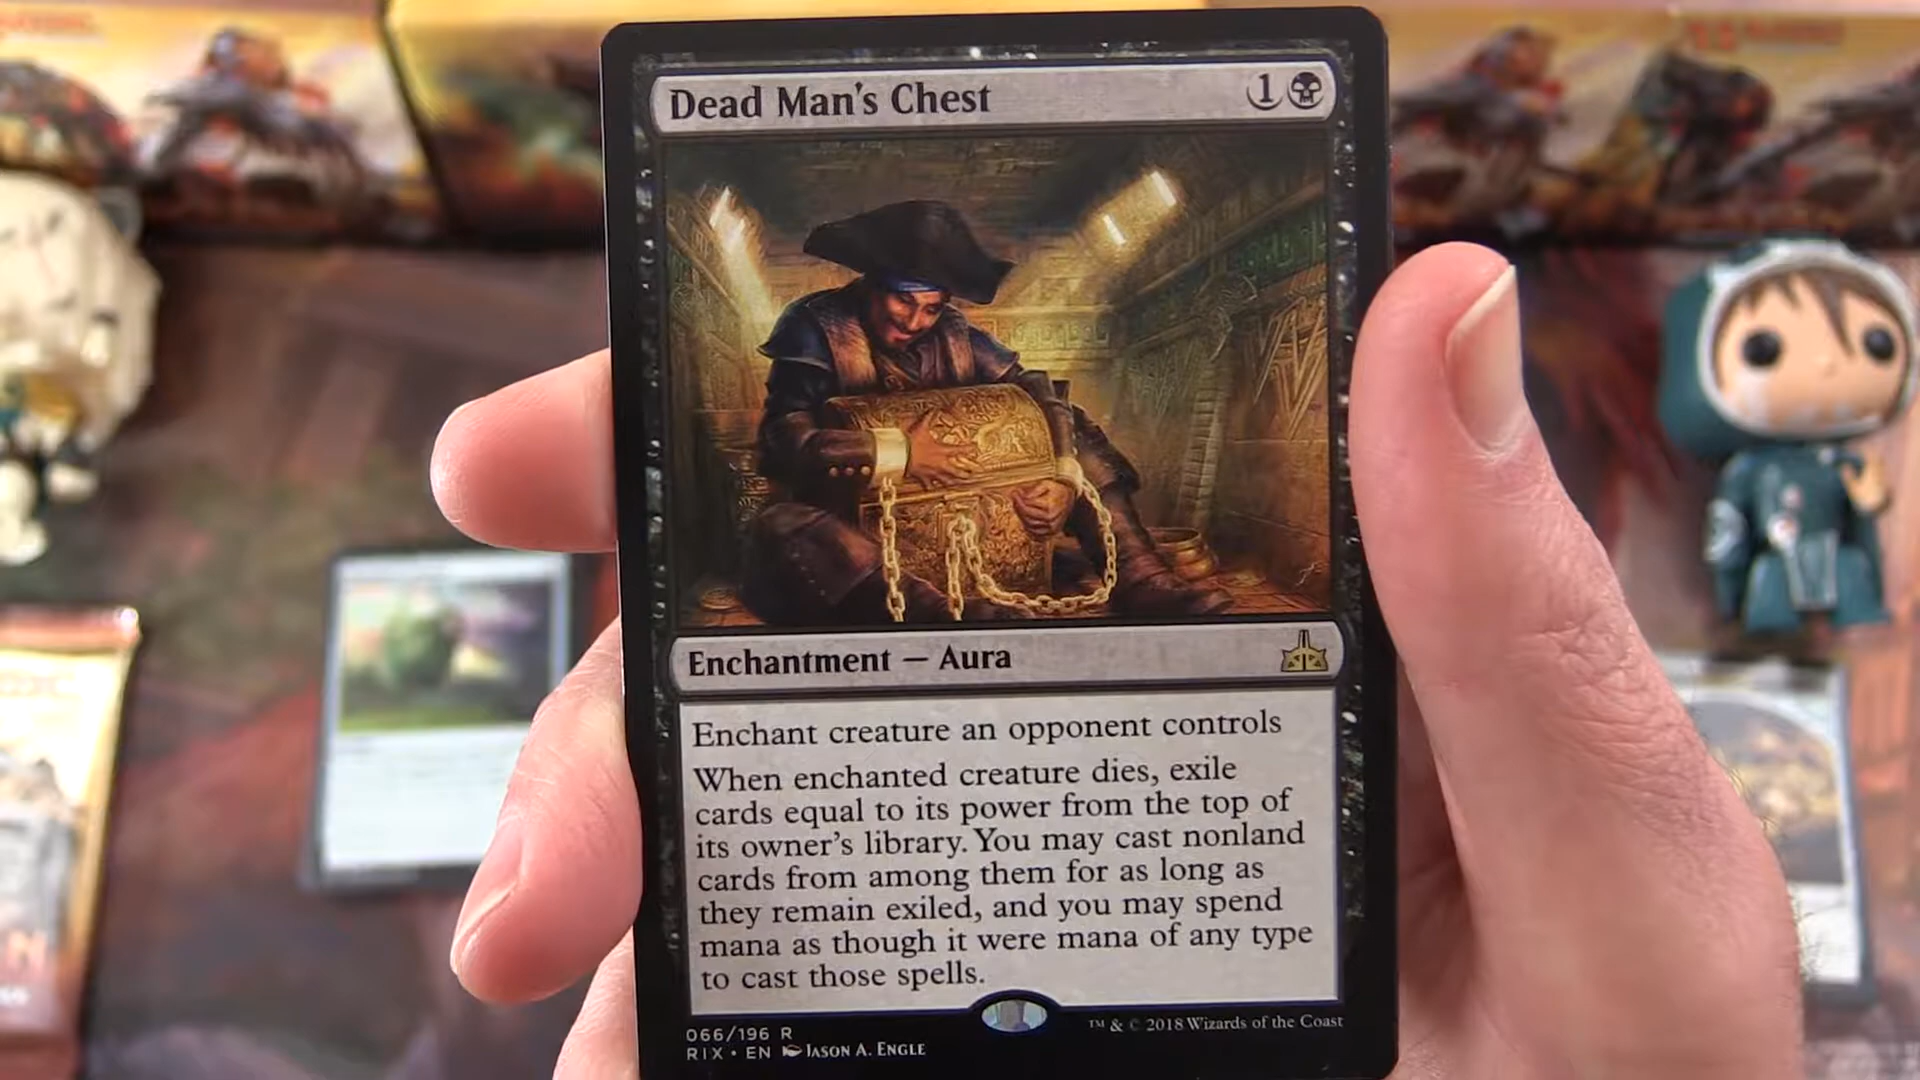 Dead Man's Chest 1
Enchantment — Aura
Enchant creature an opponent controls
When enchanted creature dies, exile
cards equal to its power from the top of
its owner's library. You may cast nonland
cards from among them for as long as
they remain exiled, and you may spend
mana as though it were mana of any type
to cast those spells.
066/196 R
RIX • EN Jason A. Engle
™ & © 2018 Wizards of the Coast